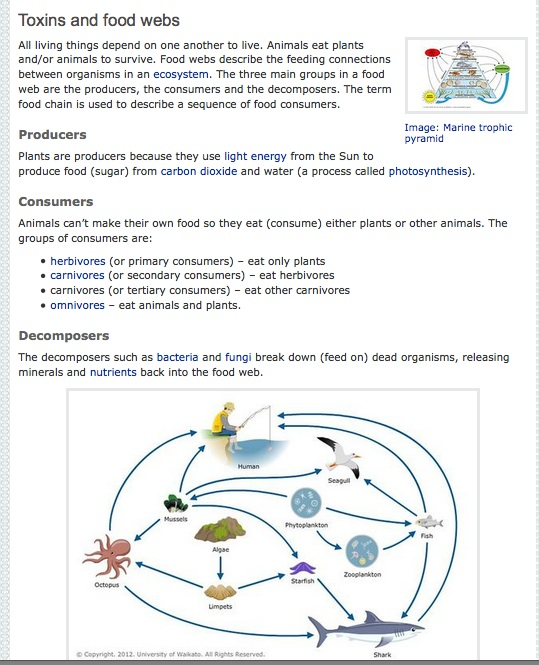 Toxins and food webs
All living things depend on one another to live. Animals eat plants
and/or animals to survive. Food webs describe the feeding connections
between organisms in an ecosystem. The three main groups in a food
web are the producers, the consumers and the decomposers. The term
food chain is used to describe a sequence of food consumers.
Image: Marine trophic
pyramid
Producers
Plants are producers because they use light energy from the Sun to
produce food (sugar) from carbon dioxide and water (a process called photosynthesis).
Consumers
Animals can't make their own food so they eat (consume) either plants or other animals. The
groups of consumers are:
• herbivores (or primary consumers) – eat only plants
• carnivores (or secondary consumers) – eat herbivores
• carnivores (or tertiary consumers) – eat other carnivores
• omnivores – eat animals and plants.
Decomposers
The decomposers such as bacteria and fungi break down (feed on) dead organisms, releasing
minerals and nutrients back into the food web.
Human
Seagull
Mussels
Phytoplankton
Fish
Algae
Zooplankton
Octopus
Starfish
Limpets
Shark
© Copyright. 2012. University of Waikato. All Rights Reserved.